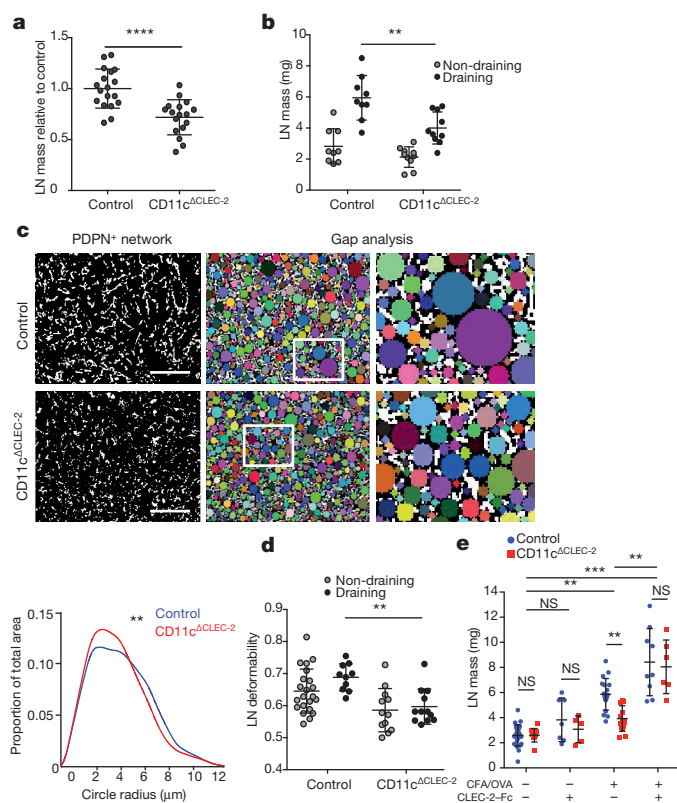 a
****
LN mass relative to control
1.5
1.0
0.5
0
Control
CD11cΔCLEC-2
b
**
Non-draining
Draining
LN mass (mg)
10
8
6
4
2
0
Control
CD11cΔCLEC-2
c
PDPN+ network
Gap analysis
Control
CD11cΔCLEC-2
0.15
0.10
0.05
0
**
Control
CD11cΔCLEC-2
Proportion of total area
0 2 4 6 8 10 12
Circle radius (μm)
d
Non-draining
Draining
**
LN deformability
0.9
0.8
0.7
0.6
0.5
0.4
Control
CD11cΔCLEC-2
e
Control
CD11cΔCLEC-2
**
***
**
NS
NS
NS
**
NS
LN mass (mg)
14
12
10
8
6
4
2
0
CFA/OVA – – + +
CLEC-2–Fc – + – +